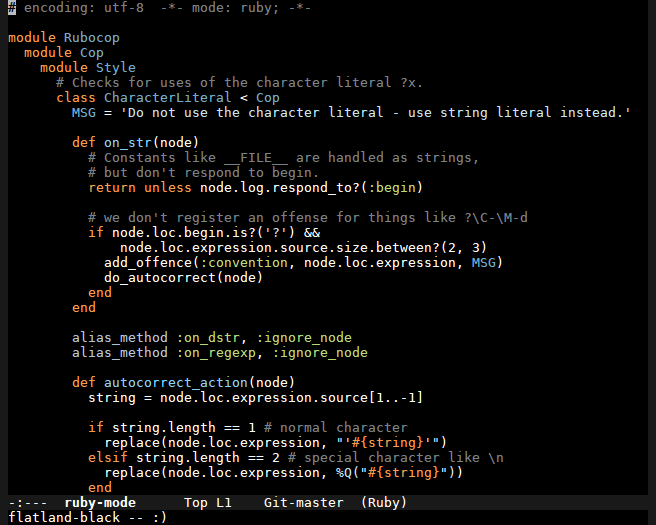 # encoding: utf-8  -*- mode: ruby; -*-

module Rubocop
  module Cop
    module Style
      # Checks for uses of the character literal ?x.
      class CharacterLiteral < Cop
        MSG = 'Do not use the character literal - use string literal instead.'

        def on_str(node)
          # Constants like __FILE__ are handled as strings,
          # but don't respond to begin.
          return unless node.log.respond_to?(:begin)

          # we don't register an offense for things like ?\C-\M-d
          if node.loc.begin.is?('?') &&
              node.loc.expression.source.size.between?(2, 3)
            add_offence(:convention, node.loc.expression, MSG)
            do_autocorrect(node)
          end
        end

        alias_method :on_dstr, :ignore_node
        alias_method :on_regexp, :ignore_node

        def autocorrect_action(node)
          string = node.loc.expression.source[1..-1]

          if string.length == 1 # normal character
            replace(node.loc.expression, "'#{string}'")
          elsif string.length == 2 # special character like \n
            replace(node.loc.expression, %Q("#{string}"))
          end
-:---  ruby-mode      Top L1    Git-master  (Ruby)
flatland-black -- :)